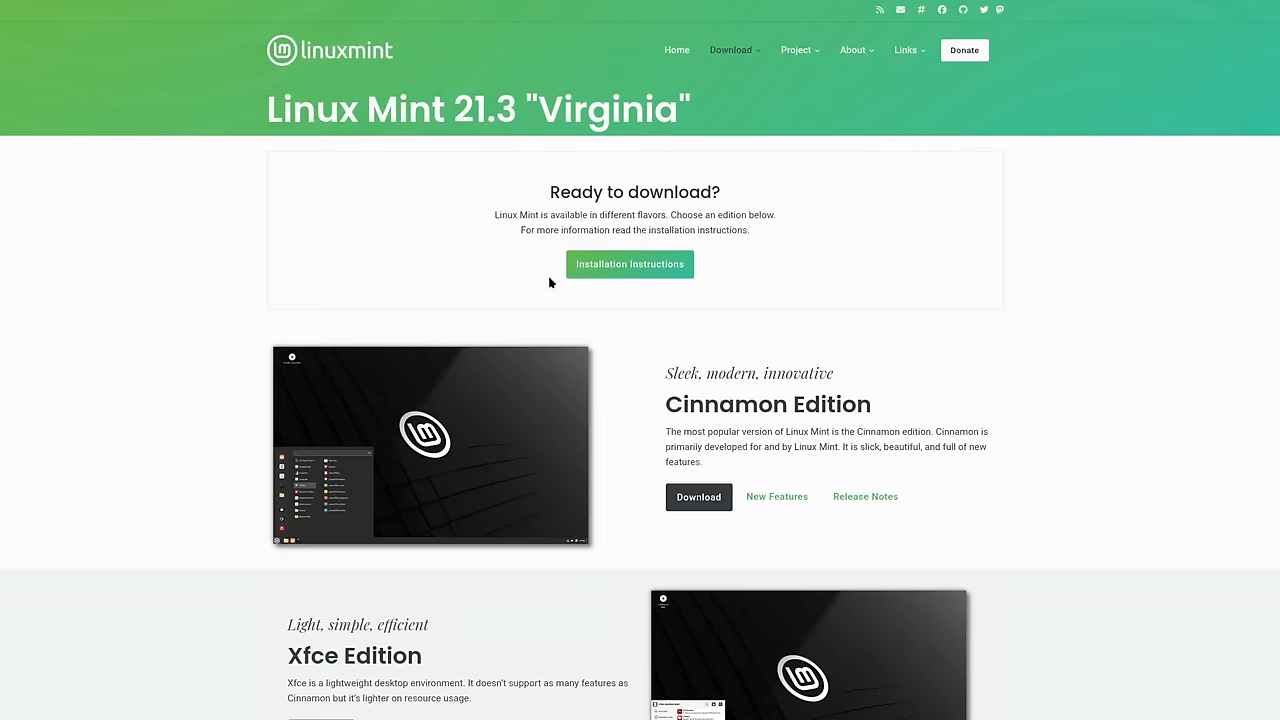 linuxmint
Home
Download
Project
About
Links
Donate
Linux Mint 21.3 "Virginia"
Ready to download?
Linux Mint is available in different flavors. Choose an edition below.
For more information read the installation instructions.
Installation Instructions
Sleek, modern, innovative
Cinnamon Edition
The most popular version of Linux Mint is the Cinnamon edition. Cinnamon is
primarily developed for and by Linux Mint. It is slick, beautiful, and full of new
features.
Download
New Features
Release Notes
Light, simple, efficient
Xfce Edition
Xfce is a lightweight desktop environment. It doesn’t support as many features as
Cinnamon but it’s lighter on resource usage.